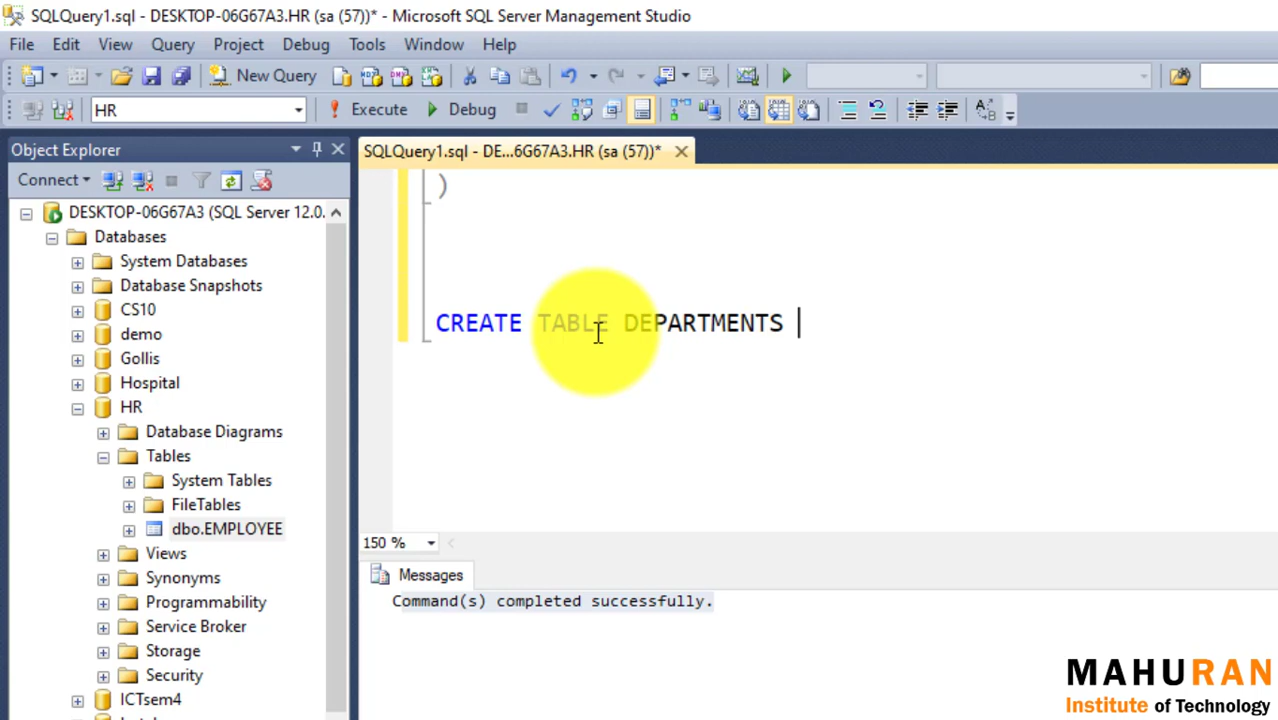 SQLQuery1.sql - DESKTOP-06G67A3.HR (sa (57))* - Microsoft SQL Server Management Studio
File Edit View Query Project Debug Tools Window Help
New Query
HR Execute Debug
Object Explorer
SQLQuery1.sql - DE...6G67A3.HR (sa (57))*
Connect
)
DESKTOP-06G67A3 (SQL Server 12.0.
Databases
System Databases
Database Snapshots
CS10
CREATE TABLE DEPARTMENTS
demo
Gollis
Hospital
HR
Database Diagrams
Tables
System Tables
FileTables
dbo.EMPLOYEE
150 %
Views
Messages
Synonyms
Command(s) completed successfully.
Programmability
Service Broker
Storage
Security
ICTsem4
MAHURAN
Institute of Technology